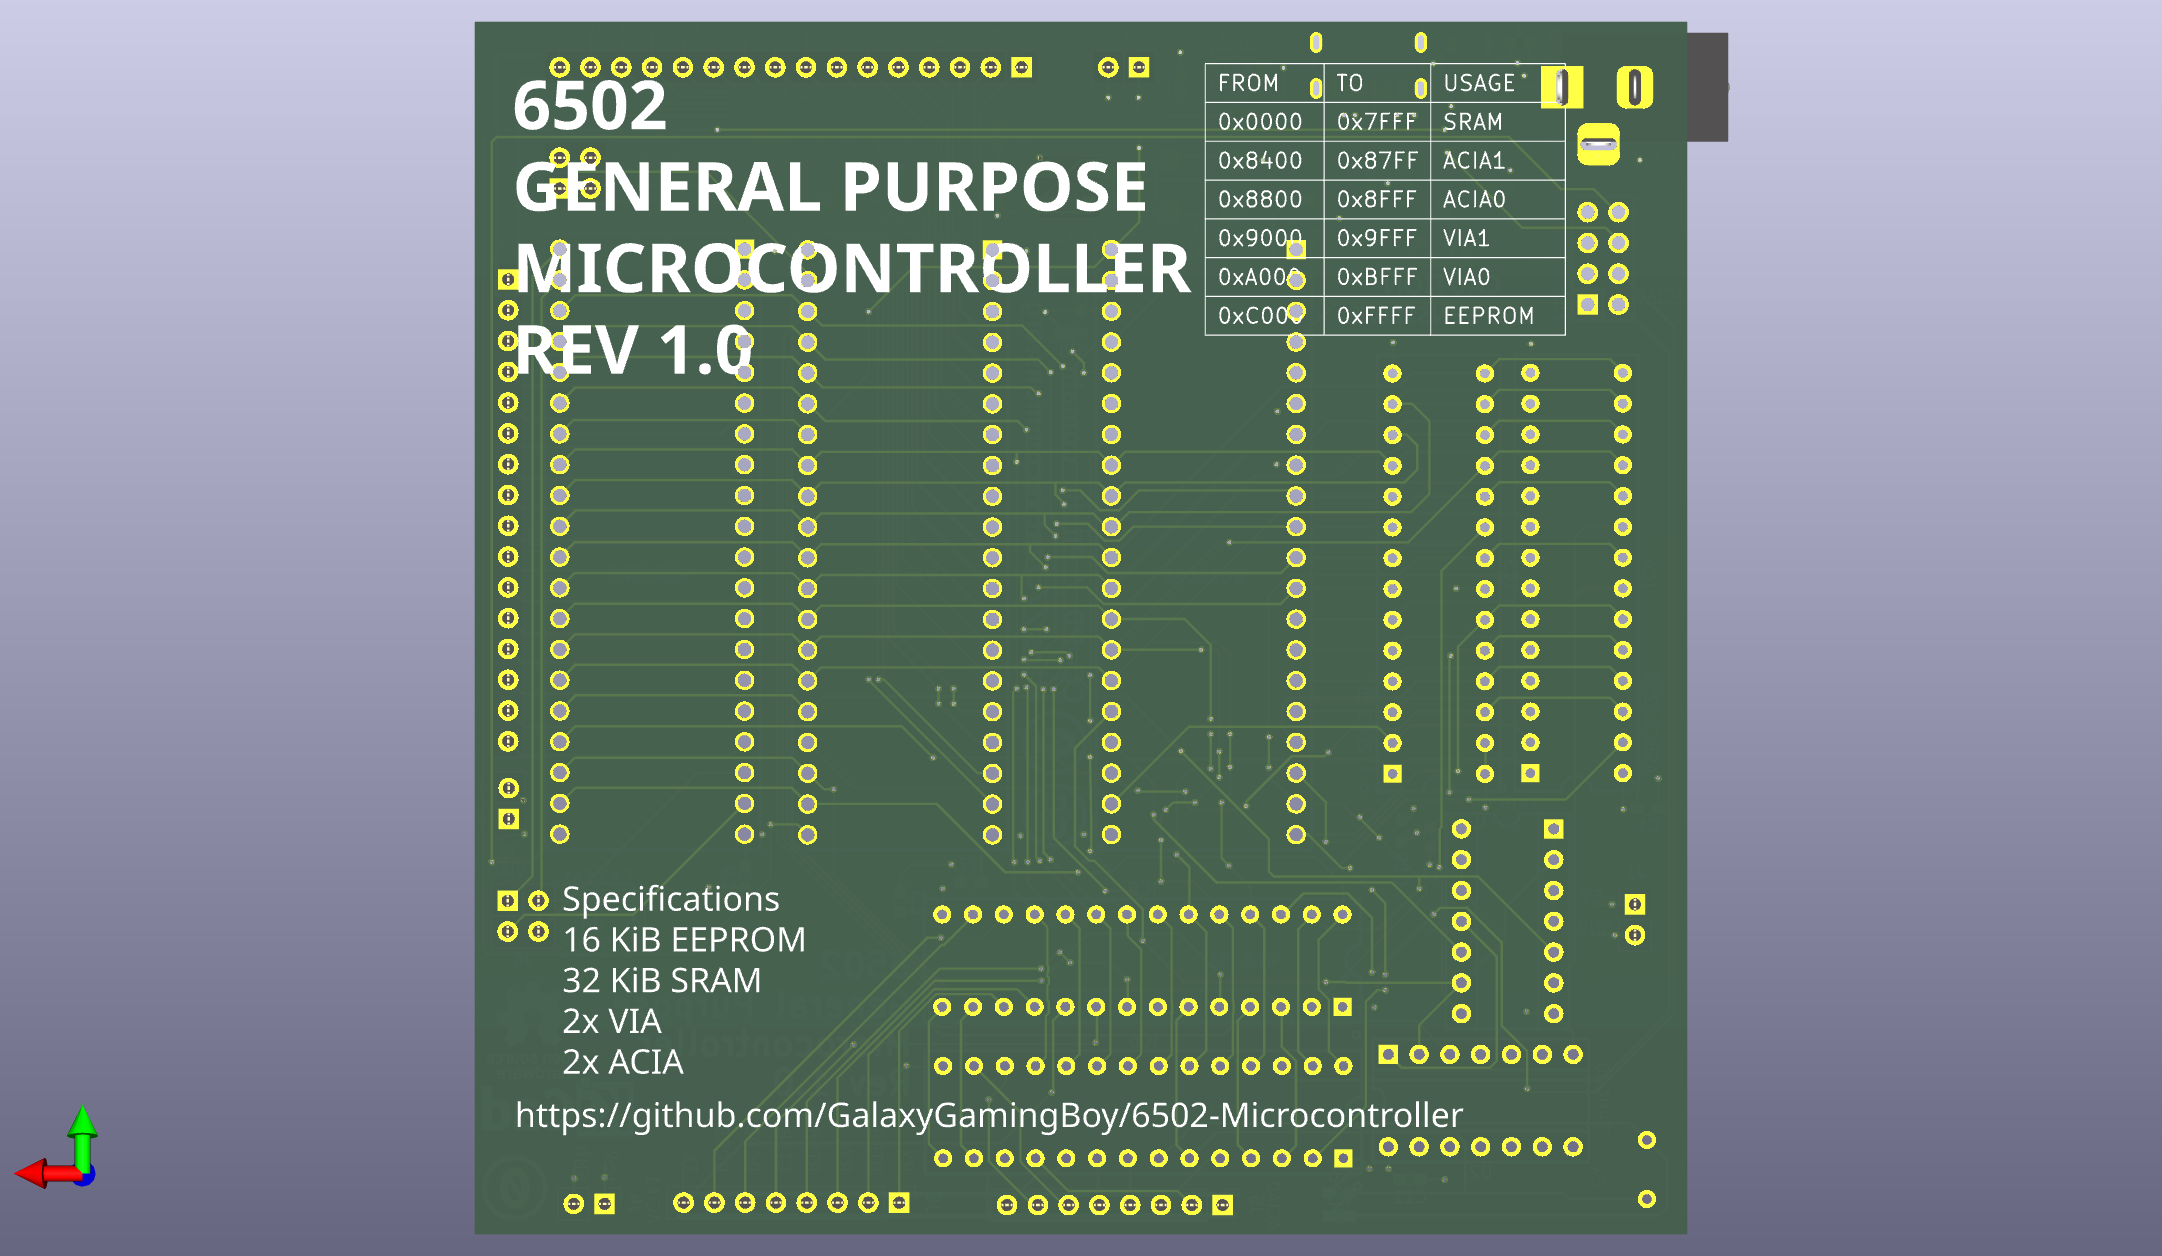 6502
GENERAL PURPOSE
MICROCONTROLLER
REV 1.0
FROM TO USAGE
0x0000 0x7FFF SRAM
0x8400 0x87FF ACIA1
0x8800 0x8FFF ACIA0
0x9000 0x9FFF VIA1
0xA000 0xBFFF VIA0
0xC000 0xFFFF EEPROM
Specifications
16 KiB EEPROM
32 KiB SRAM
2x VIA
2x ACIA
https://github.com/GalaxyGamingBoy/6502-Microcontroller